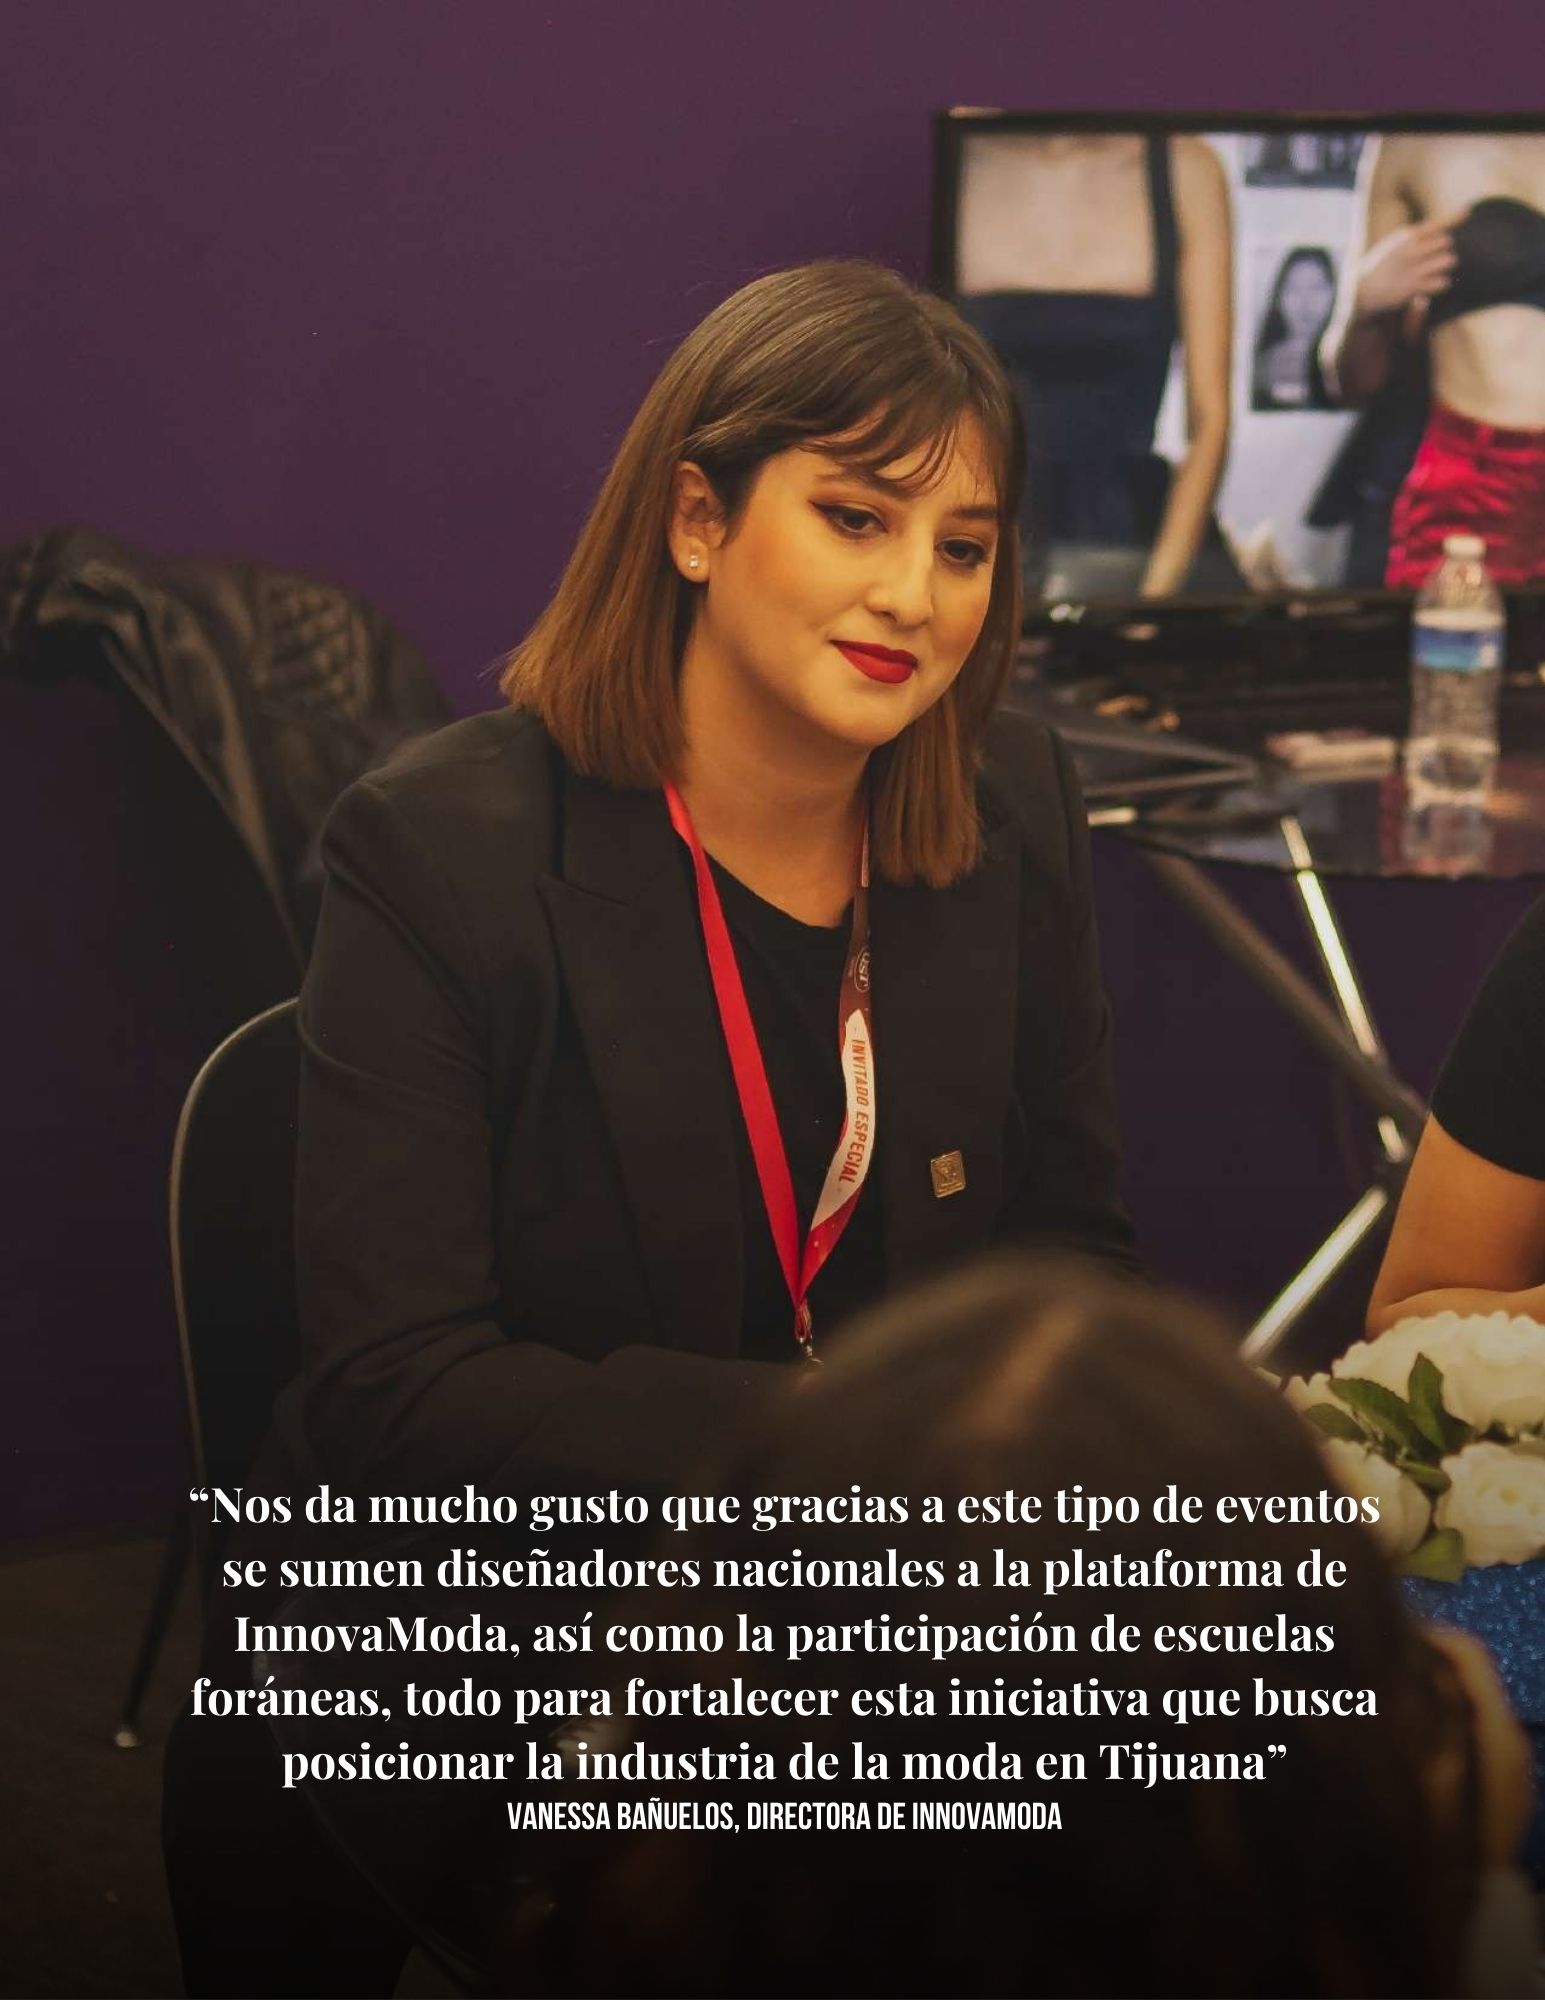 INVITADO ESPECIAL
“Nos da mucho gusto que gracias a este tipo de eventos
se sumen diseñadores nacionales a la plataforma de
InnovaModa, así como la participación de escuelas
foráneas, todo para fortalecer esta iniciativa que busca
posicionar la industria de la moda en Tijuana”
VANESSA BAÑUELOS, DIRECTORA DE INNOVAMODA